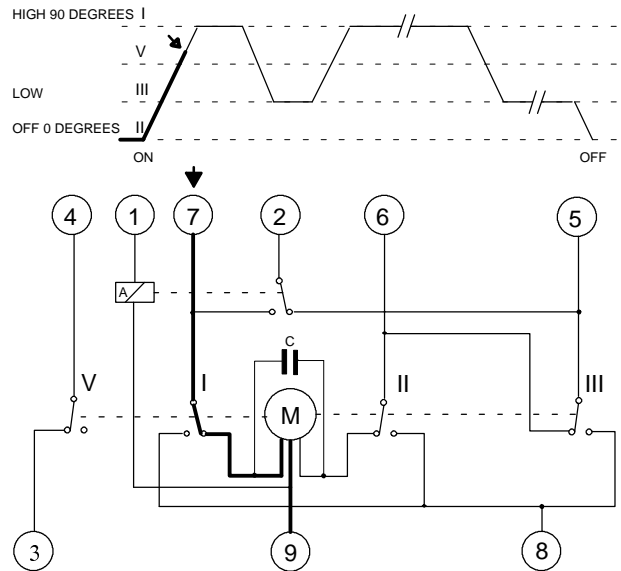 HIGH 90 DEGREES I
V
LOW III
OFF 0 DEGREES II
ON OFF
4 1 7 2 6 5
A
C
V I II III
M
3 9 8